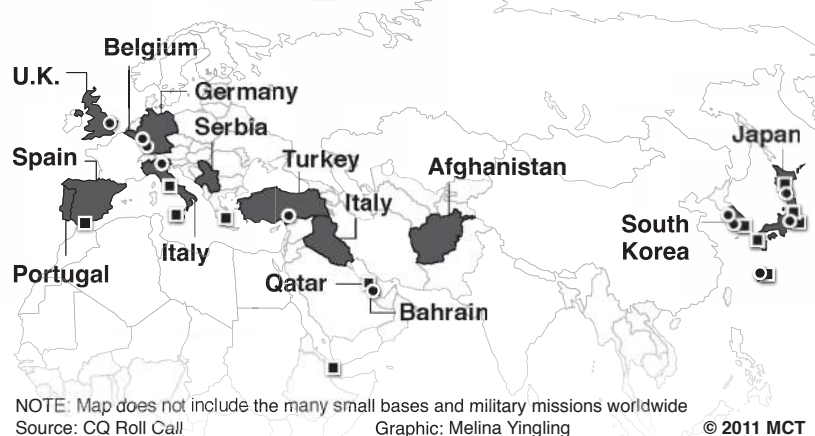 Belgium
U.K.
Germany
Serbia
Japan
Spain
Turkey
Afghanistan
Italy
South
Korea
Italy
Portugal
Qatar
Bahrain
NOTE: Map does not include the many small bases and military missions worldwide
Source: CQ Roll Call
Graphic: Melina Yingling
© 2011 MCT